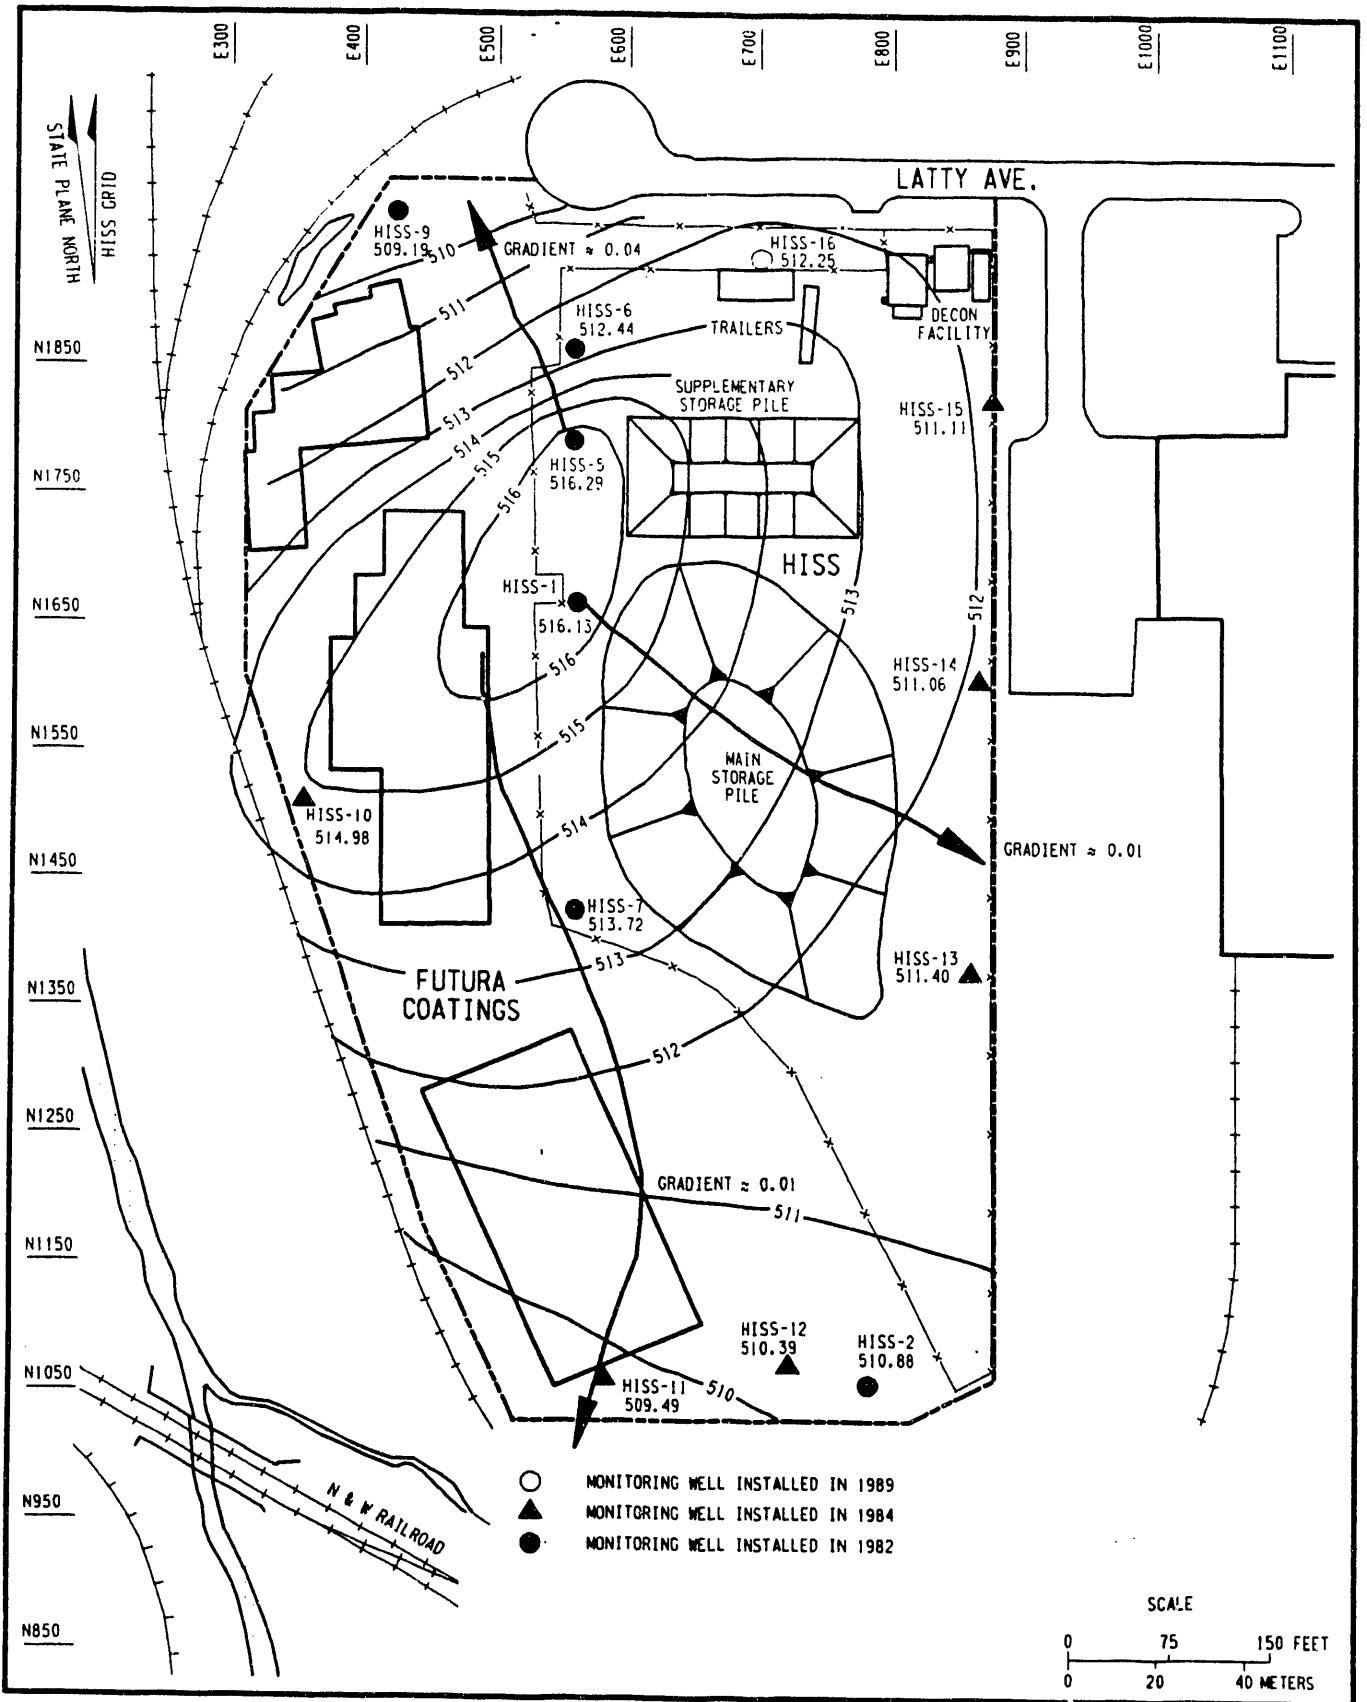 E300
E400
E500
E600
E700
E800
E900
E1000
E1100
STATE PLANE NORTH
HISS GRID
LATTY AVE.
HISS-9
509.19
510
GRADIENT ≈ 0.04
HISS-16
512.25
511
HISS-6
512.44
TRAILERS
DECON
FACILITY
N1850
512
513
514
515
516
SUPPLEMENTARY
STORAGE PILE
HISS-15
511.11
HISS-5
516.29
N1750
HISS
HISS-1
516.13
N1650
513
512
516
HISS-14
511.06
515
N1550
MAIN
STORAGE
PILE
HISS-10
514.98
514
GRADIENT ≈ 0.01
N1450
HISS-7
513.72
513
HISS-13
511.40
FUTURA
COATINGS
N1350
512
N1250
GRADIENT ≈ 0.01
511
N1150
HISS-12
510.39
HISS-2
510.88
N1050
HISS-11
509.49
510
N & W RAILROAD
MONITORING WELL INSTALLED IN 1989
MONITORING WELL INSTALLED IN 1984
MONITORING WELL INSTALLED IN 1982
N950
N850
SCALE
0 75 150 FEET
0 20 40 METERS